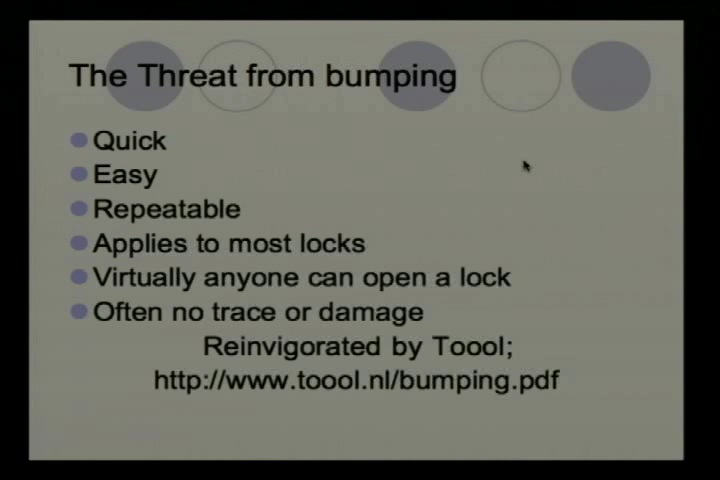 The Threat from bumping
Quick
Easy
Repeatable
Applies to most locks
Virtually anyone can open a lock
Often no trace or damage
Reinvigorated by Toool;
http://www.toool.nl/bumping.pdf